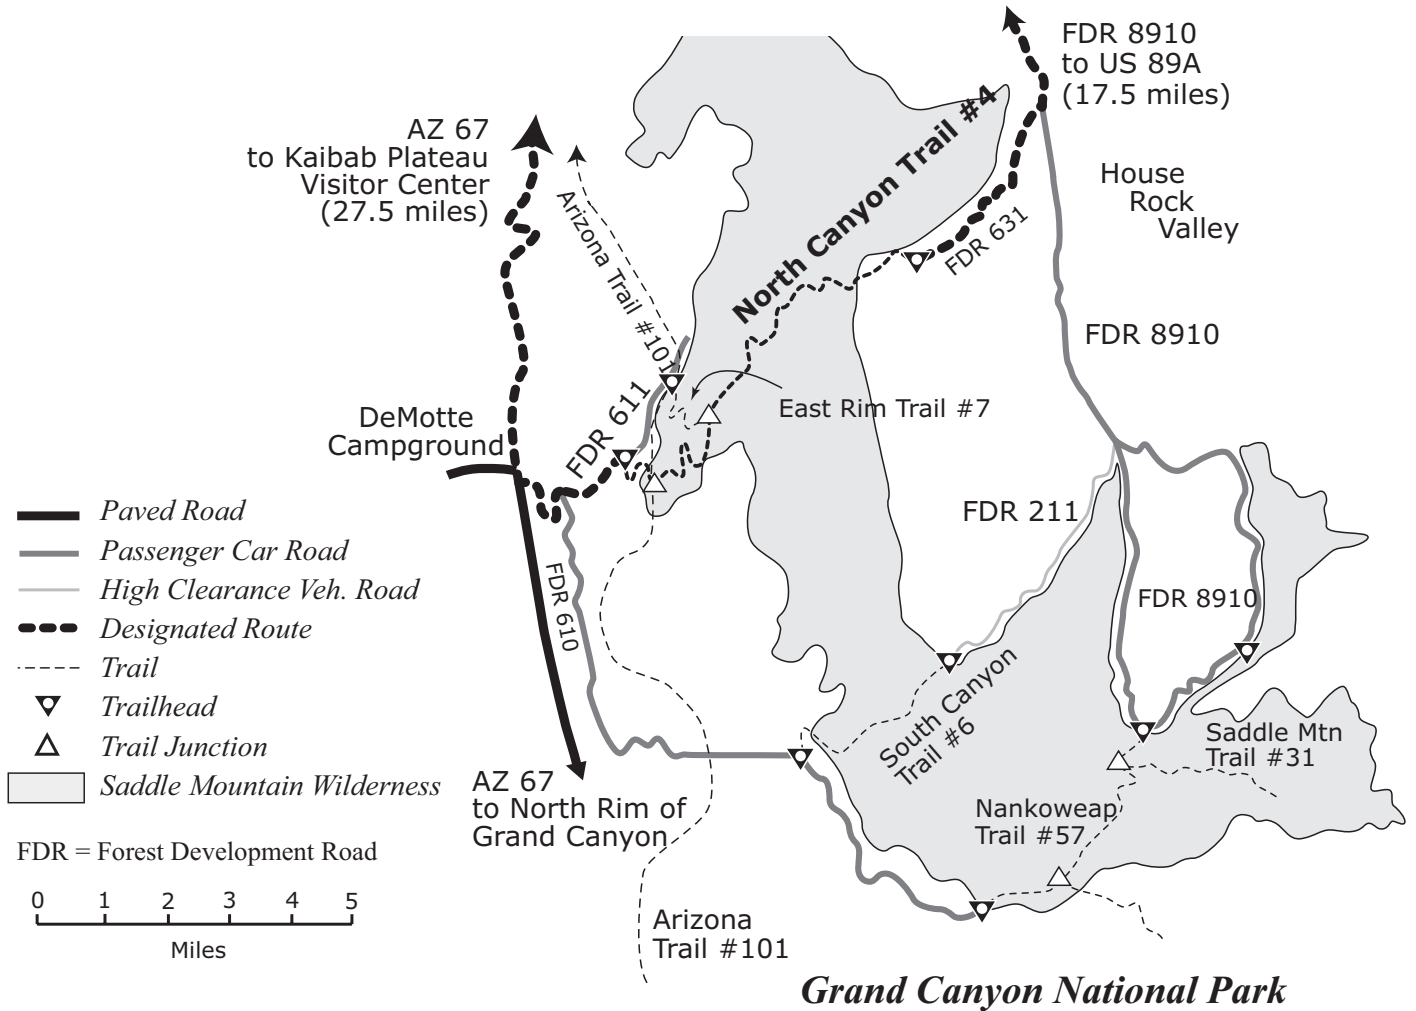 FDR 8910
to US 89A
(17.5 miles)
AZ 67
to Kaibab Plateau
Visitor Center
(27.5 miles)
North Canyon Trail #4
Arizona Trail #101
House
Rock
Valley
FDR 631
FDR 8910
East Rim Trail #7
FDR 611
DeMotte
Campground
FDR 211
FDR 610
FDR 8910
South Canyon
Trail #6
Saddle Mtn
Trail #31
Nankoweap
Trail #57
AZ 67
to North Rim of
Grand Canyon
Arizona
Trail #101
Grand Canyon National Park
Paved Road
Passenger Car Road
High Clearance Veh. Road
Designated Route
Trail
Trailhead
Trail Junction
Saddle Mountain Wilderness
FDR = Forest Development Road
0 1 2 3 4 5
Miles